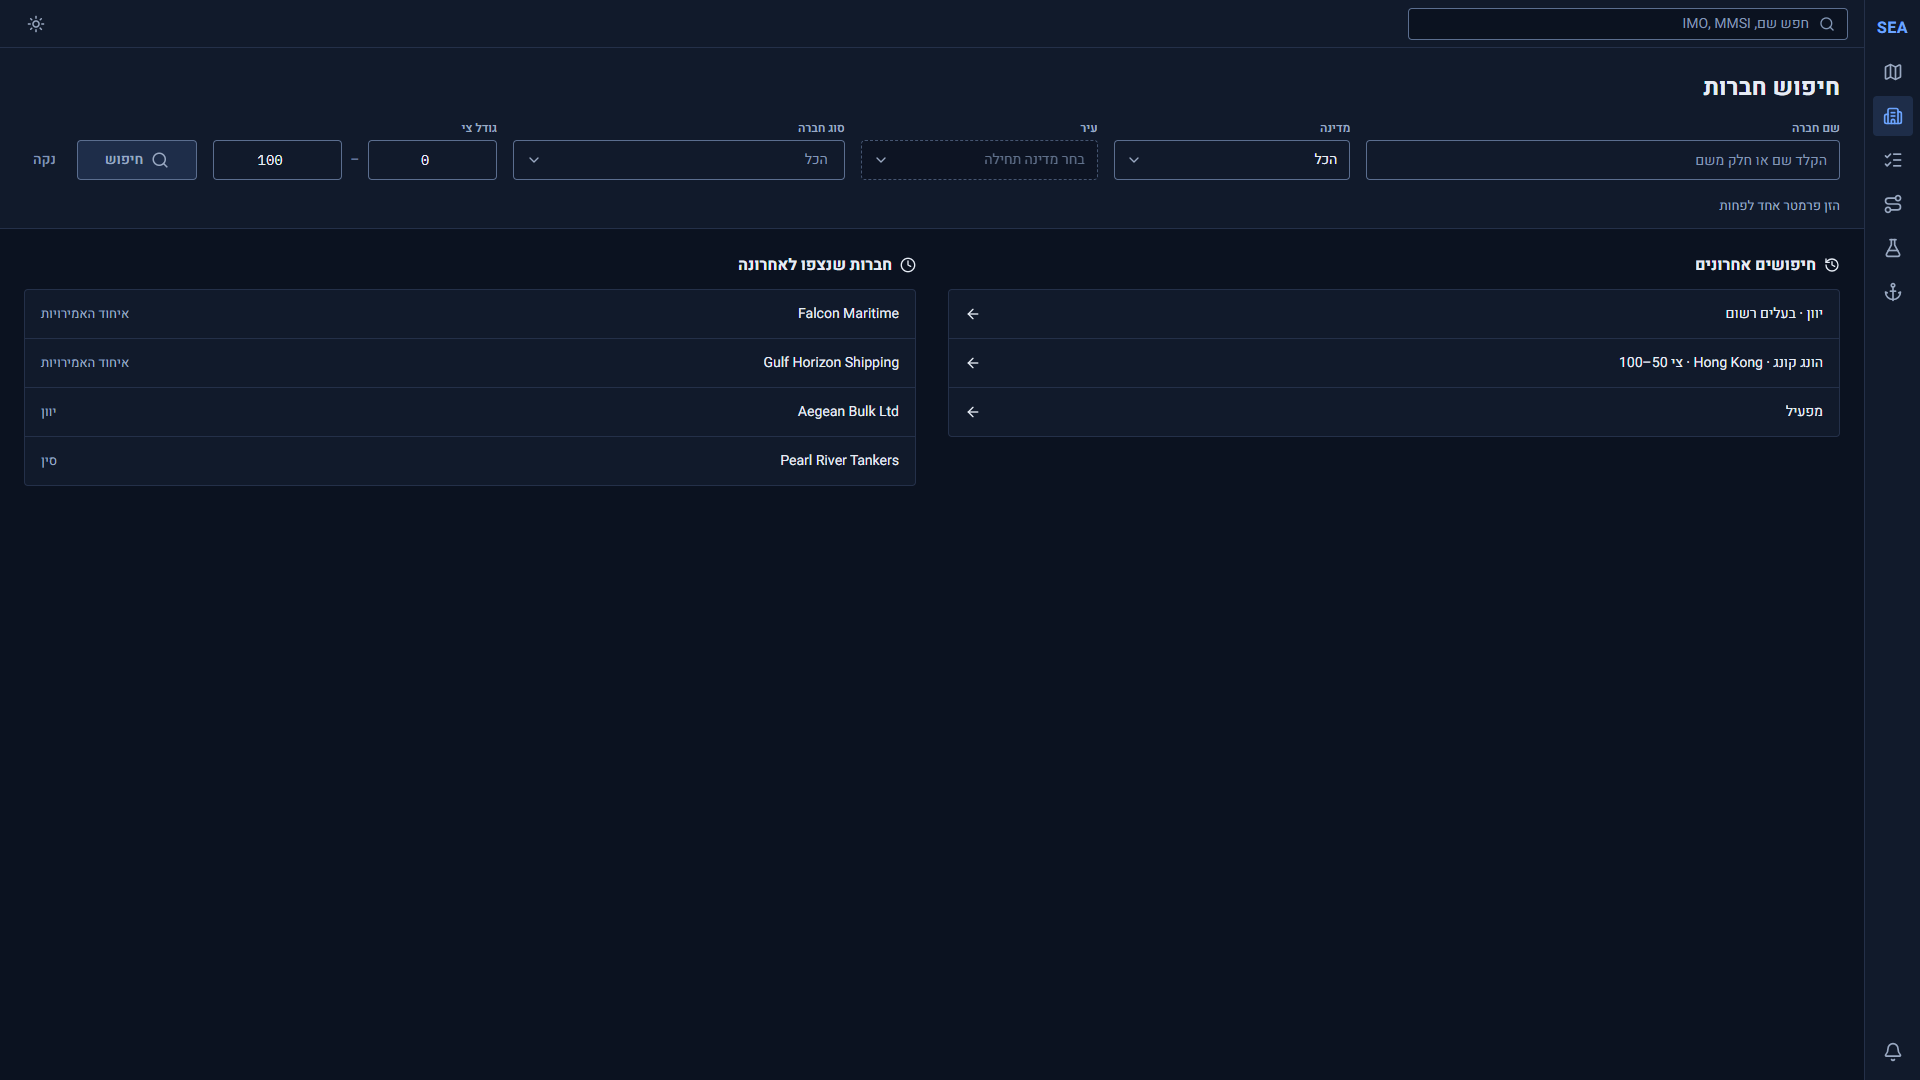 SEA
חפש שם, IMO, MMSI
חיפוש חברות
שם חברה
הקלד שם או חלק משם
מדינה
הכל
עיר
בחר מדינה תחילה
סוג חברה
הכל
גודל צי
0 – 100
חיפוש
נקה
הזן פרמטר אחד לפחות
חיפושים אחרונים
יוון · בעלים רשום
הונג קונג · Hong Kong · צי 50–100
מפעיל
חברות שנצפו לאחרונה
Falcon Maritime איחוד האמירויות
Gulf Horizon Shipping איחוד האמירויות
Aegean Bulk Ltd יוון
Pearl River Tankers סין